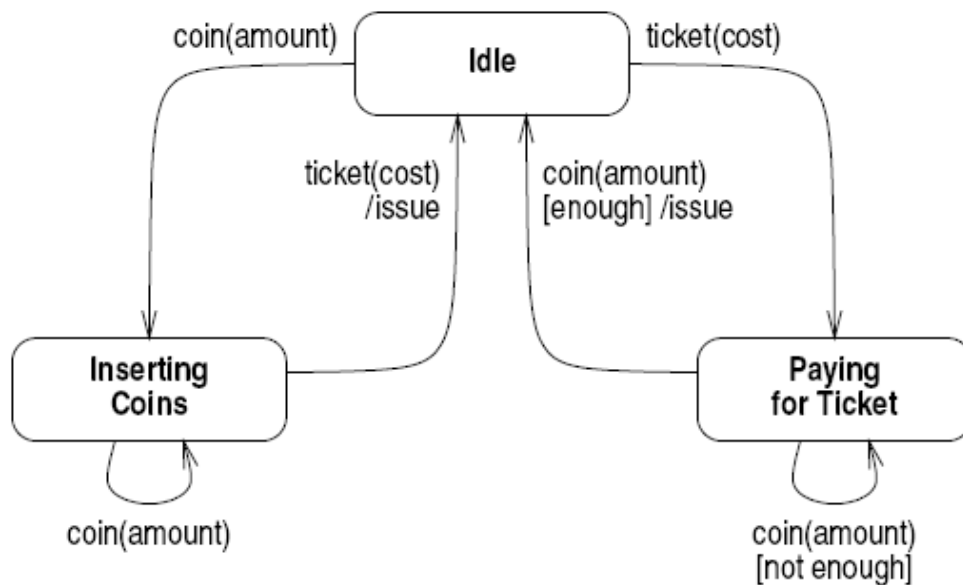 coin(amount)
Idle
ticket(cost)
ticket(cost)
/issue
coin(amount)
[enough] /issue
Inserting
Coins
Paying
for Ticket
coin(amount)
coin(amount)
[not enough]